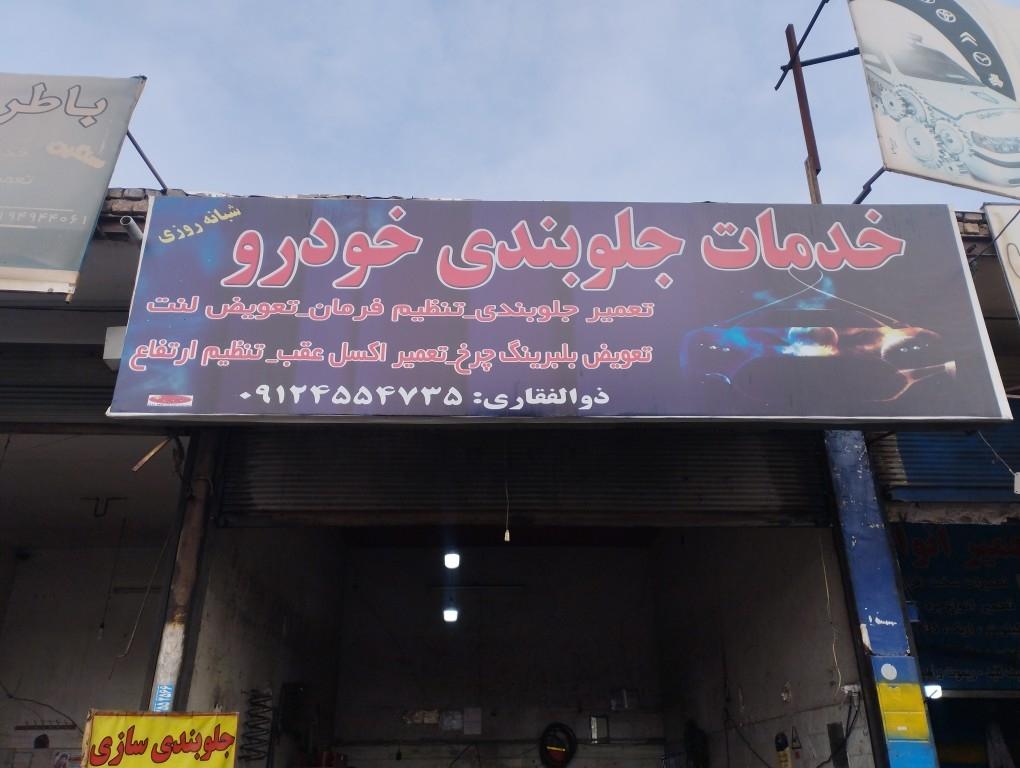 خدمات جلوبندی خودرو
شبانه روزی
تعمیر جلوبندی_تنظیم فرمان_تعویض لنت
تعویض بلبرینگ چرخ_تعمیر اکسل عقب_تنظیم ارتفاع
ذوالفقاری: ۰۹۱۲۴۵۵۴۷۳۵
باطر
جلوبندی سازی